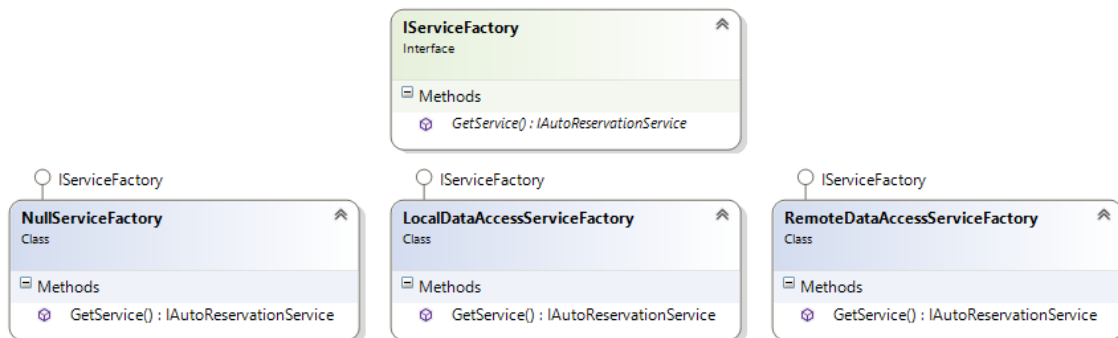 IServiceFactory
Interface
Methods
GetService() : IAutoReservationService
IServiceFactory
NullServiceFactory
Class
Methods
GetService() : IAutoReservationService
IServiceFactory
LocalDataAccessServiceFactory
Class
Methods
GetService() : IAutoReservationService
IServiceFactory
RemoteDataAccessServiceFactory
Class
Methods
GetService() : IAutoReservationService